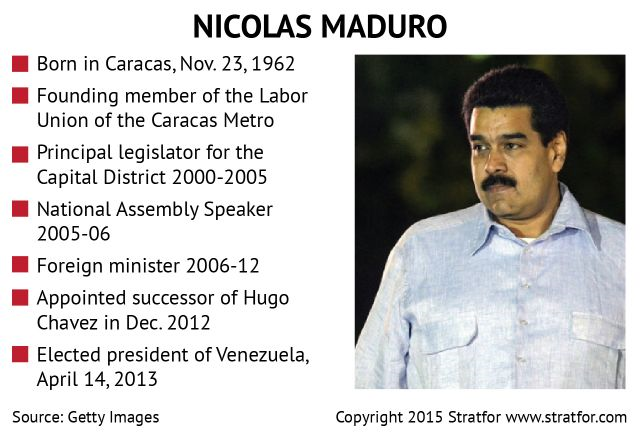 NICOLAS MADURO
Born in Caracas, Nov. 23, 1962
Founding member of the Labor
Union of the Caracas Metro
Principal legislator for the
Capital District 2000-2005
National Assembly Speaker
2005-06
Foreign minister 2006-12
Appointed successor of Hugo
Chavez in Dec. 2012
Elected president of Venezuela,
April 14, 2013
Source: Getty Images
Copyright 2015 Stratfor www.stratfor.com